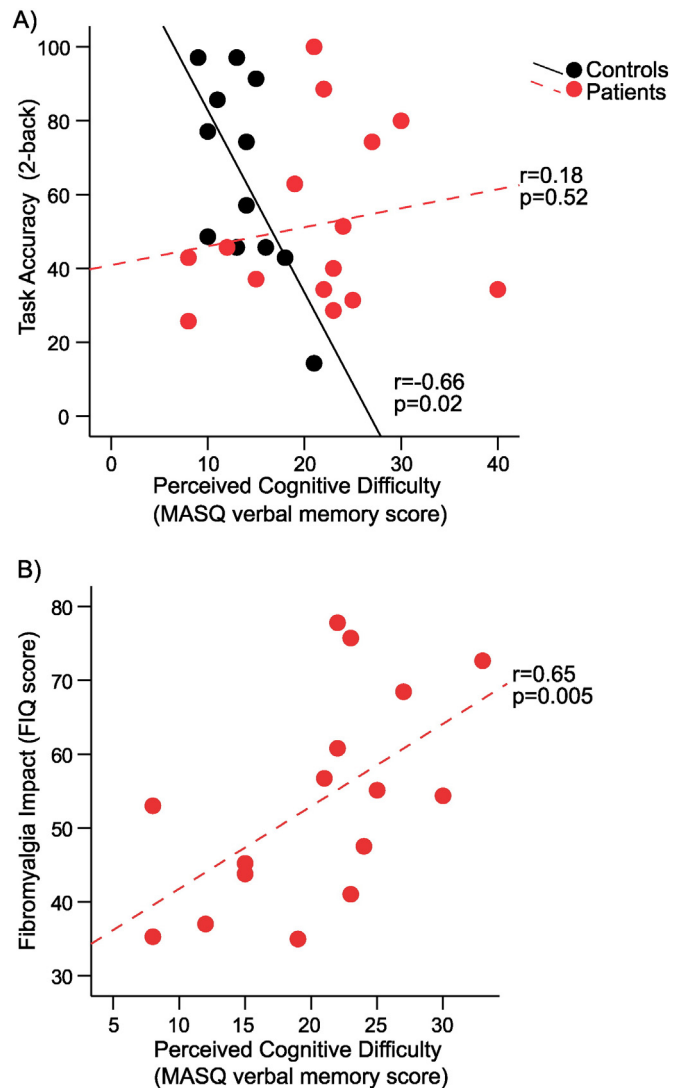 A)
100
80
60
40
20
0
Task Accuracy (2-back)
Controls
Patients
r=0.18
p=0.52
r=-0.66
p=0.02
0 10 20 30 40
Perceived Cognitive Difficulty
(MASQ verbal memory score)
B)
80
70
60
50
40
30
Fibromyalgia Impact (FIQ score)
r=0.65
p=0.005
5 10 15 20 25 30
Perceived Cognitive Difficulty
(MASQ verbal memory score)